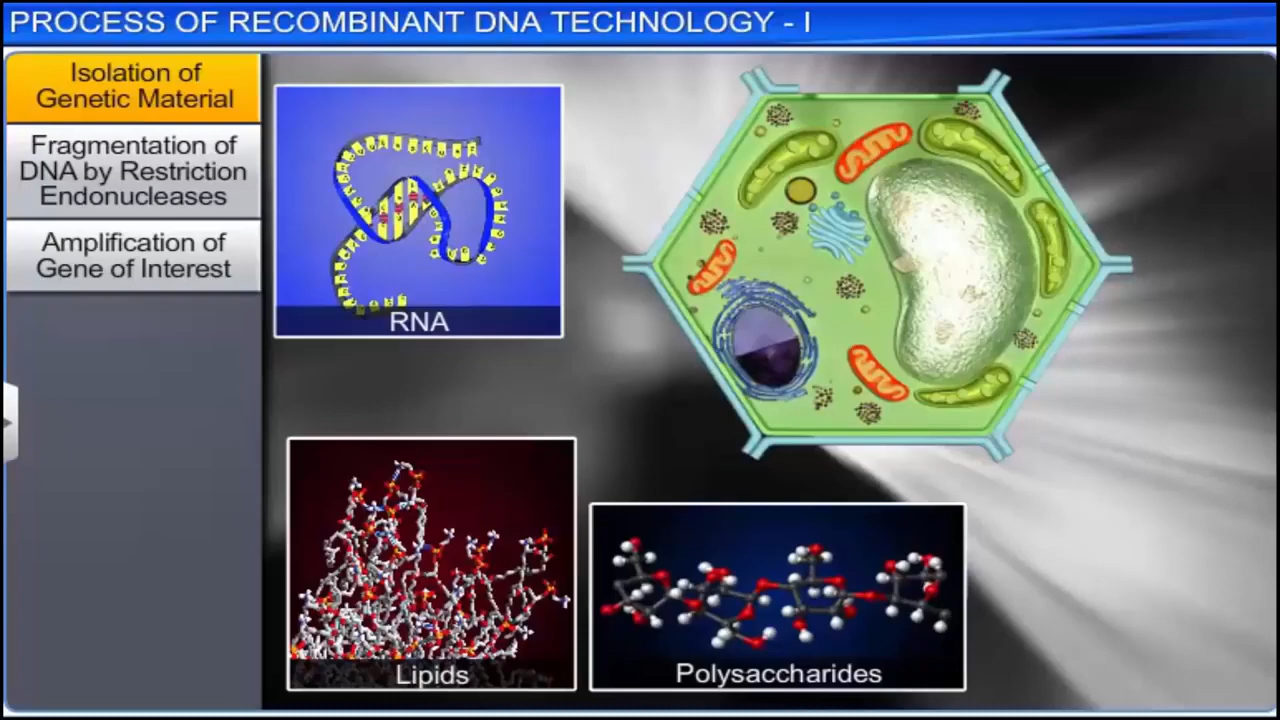 PROCESS OF RECOMBINANT DNA TECHNOLOGY - I
Isolation of
Genetic Material
Fragmentation of
DNA by Restriction
Endonucleases
Amplification of
Gene of Interest
RNA
Lipids
Polysaccharides